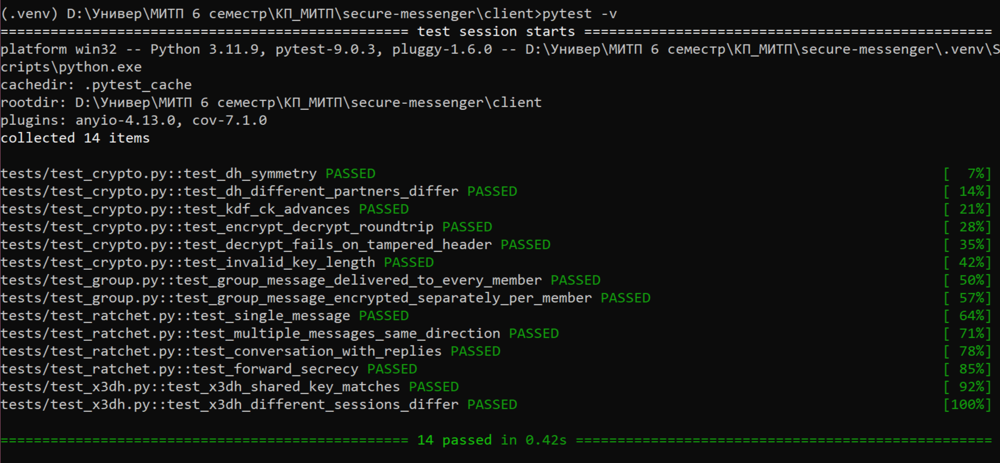 (.venv) D:\Универ\МИТП 6 семестр\КП_МИТП\secure-messenger\client>pytest -v
================================================= test session starts =================================================
platform win32 -- Python 3.11.9, pytest-9.0.3, pluggy-1.6.0 -- D:\Универ\МИТП 6 семестр\КП_МИТП\secure-messenger\.venv\S
cripts\python.exe
cachedir: .pytest_cache
rootdir: D:\Универ\МИТП 6 семестр\КП_МИТП\secure-messenger\client
plugins: anyio-4.13.0, cov-7.1.0
collected 14 items

tests/test_crypto.py::test_dh_symmetry PASSED [  7%]
tests/test_crypto.py::test_dh_different_partners_differ PASSED [ 14%]
tests/test_crypto.py::test_kdf_ck_advances PASSED [ 21%]
tests/test_crypto.py::test_encrypt_decrypt_roundtrip PASSED [ 28%]
tests/test_crypto.py::test_decrypt_fails_on_tampered_header PASSED [ 35%]
tests/test_crypto.py::test_invalid_key_length PASSED [ 42%]
tests/test_group.py::test_group_message_delivered_to_every_member PASSED [ 50%]
tests/test_group.py::test_group_message_encrypted_separately_per_member PASSED [ 57%]
tests/test_ratchet.py::test_single_message PASSED [ 64%]
tests/test_ratchet.py::test_multiple_messages_same_direction PASSED [ 71%]
tests/test_ratchet.py::test_conversation_with_replies PASSED [ 78%]
tests/test_ratchet.py::test_forward_secrecy PASSED [ 85%]
tests/test_x3dh.py::test_x3dh_shared_key_matches PASSED [ 92%]
tests/test_x3dh.py::test_x3dh_different_sessions_differ PASSED [100%]

================================================= 14 passed in 0.42s ==================================================